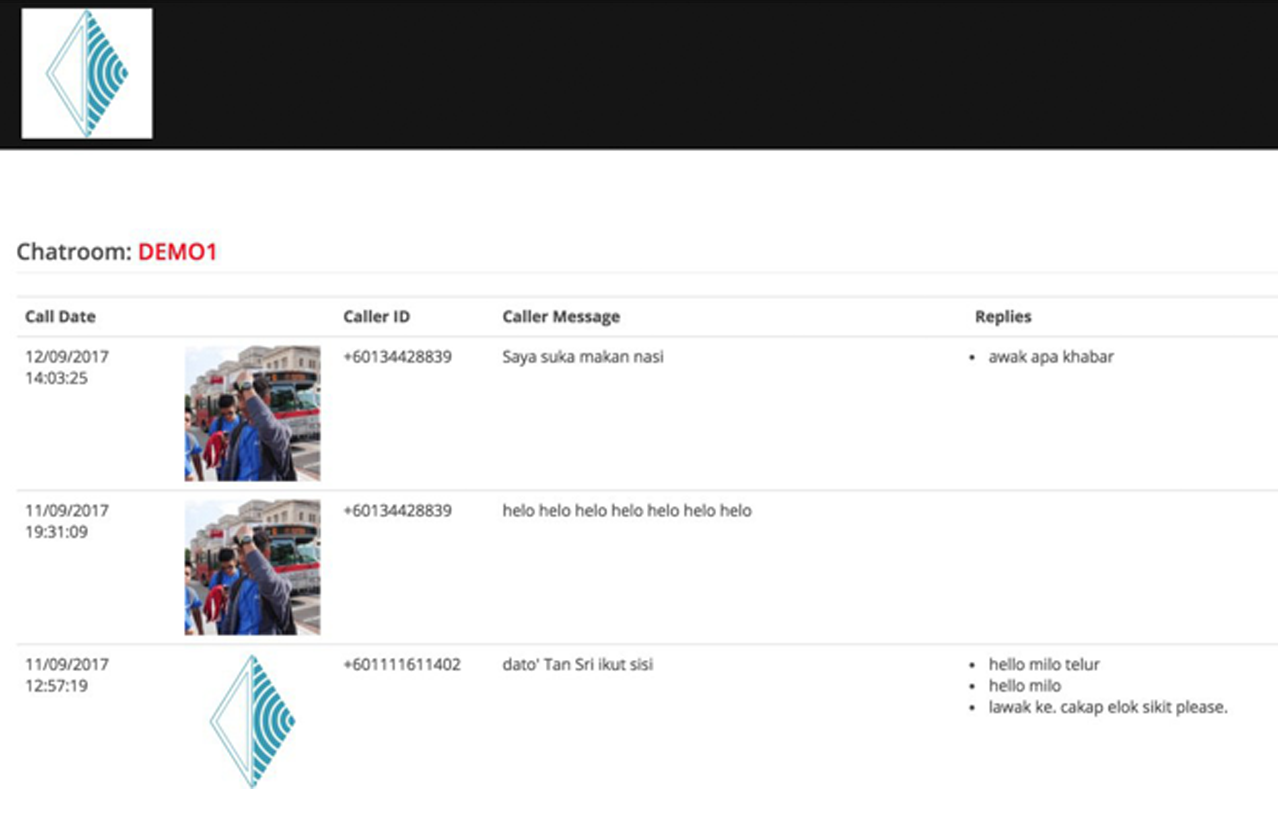 Chatroom: DEMO1
Call Date Caller ID Caller Message Replies
12/09/2017 +60134428839 Saya suka makan nasi • awak apa khabar
14:03:25
11/09/2017 +60134428839 helo helo helo helo helo helo helo
19:31:09
11/09/2017 +601111611402 dato' Tan Sri ikut sisi • hello milo telur
12:57:19 • hello milo
• lawak ke. cakap elok sikit please.